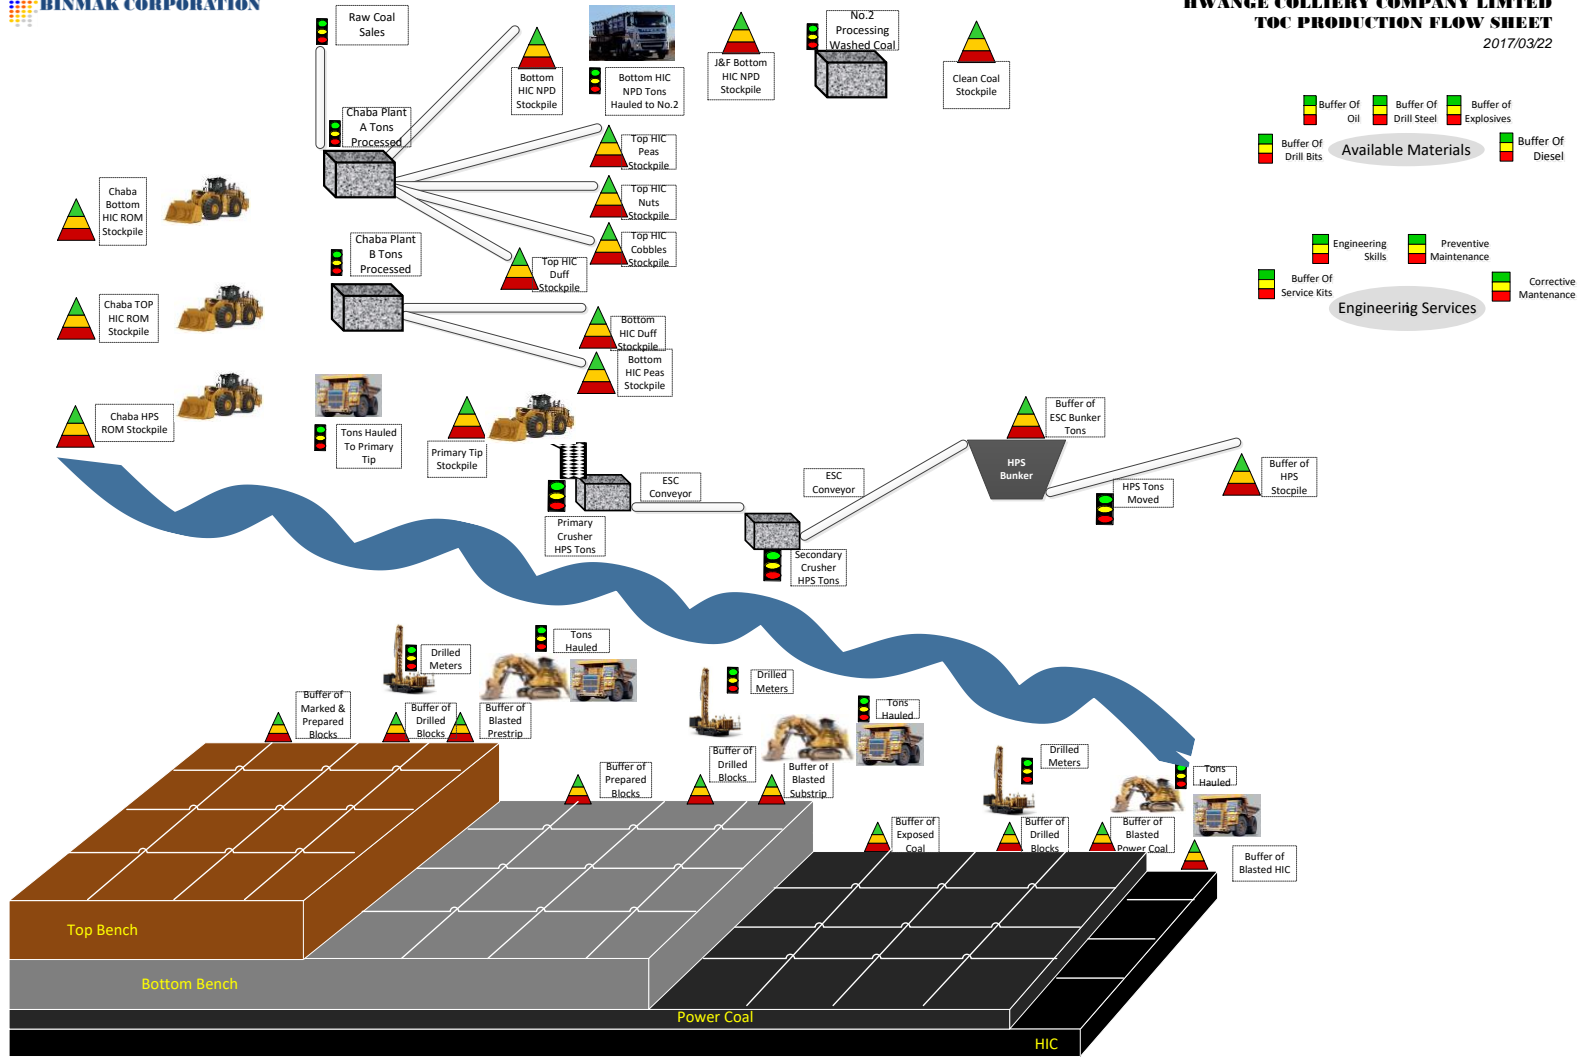 BINMAK CORPORATION
HWANGE COLLIERY COMPANY LIMTED
TOC PRODUCTION FLOW SHEET
2017/03/22
Raw Coal
Sales
Bottom
HIC NPD
Stockpile
Bottom HIC
NPD Tons
Hauled to No.2
J&F Bottom
HIC NPD
Stockpile
No.2
Processing
Washed Coal
Clean Coal
Stockpile
Buffer Of
Oil
Buffer Of
Drill Steel
Buffer of
Explosives
Buffer Of
Drill Bits
Available Materials
Buffer Of
Diesel
Chaba Plant
A Tons
Processed
Top HIC
Peas
Stockpile
Top HIC
Nuts
Stockpile
Top HIC
Cobbles
Stockpile
Top HIC
Duff
Stockpile
Chaba
Bottom
HIC ROM
Stockpile
Chaba Plant
B Tons
Processed
Engineering
Skills
Preventive
Maintenance
Buffer Of
Service Kits
Engineering Services
Corrective
Mantenance
Chaba TOP
HIC ROM
Stockpile
Bottom
HIC Duff
Stockpile
Bottom
HIC Peas
Stockpile
Chaba HPS
ROM Stockpile
Tons Hauled
To Primary
Tip
Primary Tip
Stockpile
Primary
Crusher
HPS Tons
ESC
Conveyor
Secondary
Crusher
HPS Tons
ESC
Conveyor
Buffer of
ESC Bunker
Tons
HPS
Bunker
HPS Tons
Moved
Buffer of
HPS
Stocpile
Drilled
Meters
Tons
Hauled
Buffer of
Marked &
Prepared
Blocks
Buffer of
Drilled
Blocks
Buffer of
Blasted
Prestrip
Drilled
Meters
Tons
Hauled
Buffer of
Prepared
Blocks
Buffer of
Drilled
Blocks
Buffer of
Blasted
Substrip
Drilled
Meters
Tons
Hauled
Buffer of
Exposed
Coal
Buffer of
Drilled
Blocks
Buffer of
Blasted
Power Coal
Buffer of
Blasted HIC
Top Bench
Bottom Bench
Power Coal
HIC